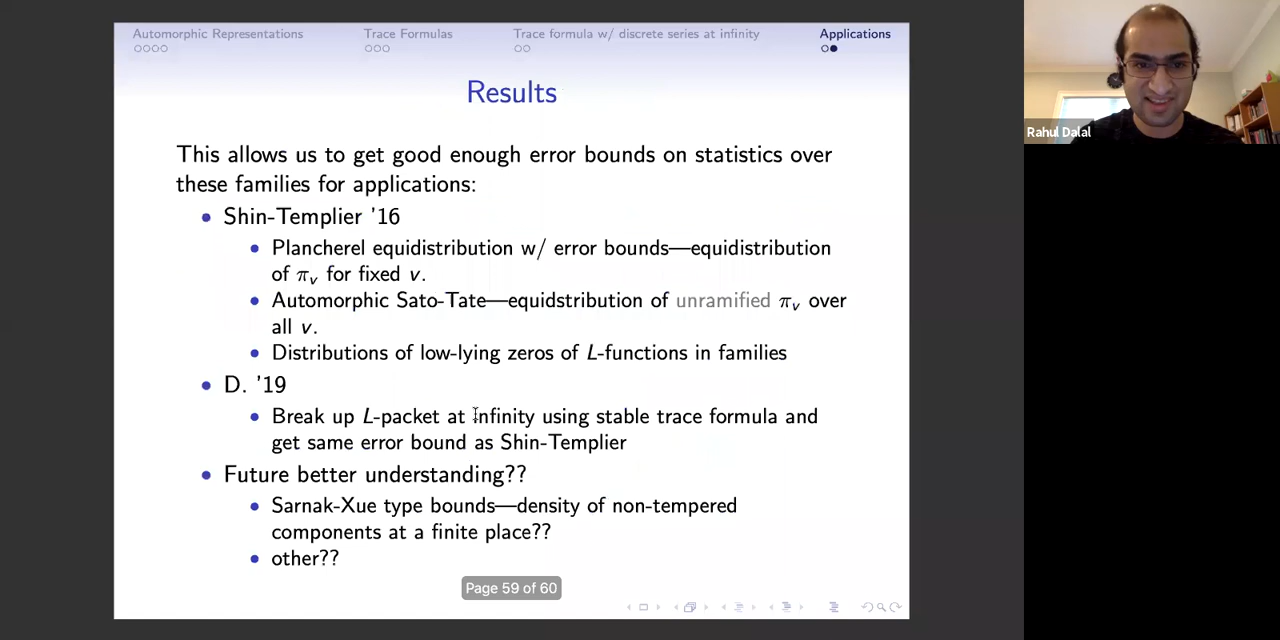 Automorphic Representations Trace Formulas Trace formula w/ discrete series at infinity Applications
Results
This allows us to get good enough error bounds on statistics over
these families for applications:
• Shin-Templier '16
• Plancherel equidistribution w/ error bounds—equidistribution
of πᵥ for fixed v.
• Automorphic Sato-Tate—equidstribution of unramified πᵥ over
all v.
• Distributions of low-lying zeros of L-functions in families
• D. '19
• Break up L-packet at infinity using stable trace formula and
get same error bound as Shin-Templier
• Future better understanding??
• Sarnak-Xue type bounds—density of non-tempered
components at a finite place??
• other??
Page 59 of 60
Rahul Dalal